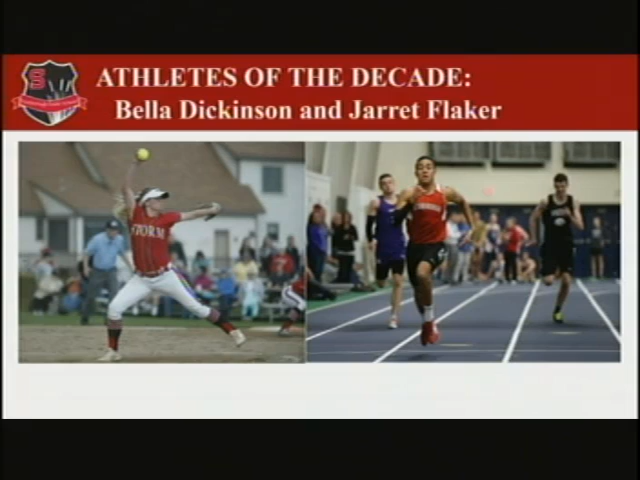 S
ATHLETES OF THE DECADE:
Bella Dickinson and Jarret Flaker
STORM